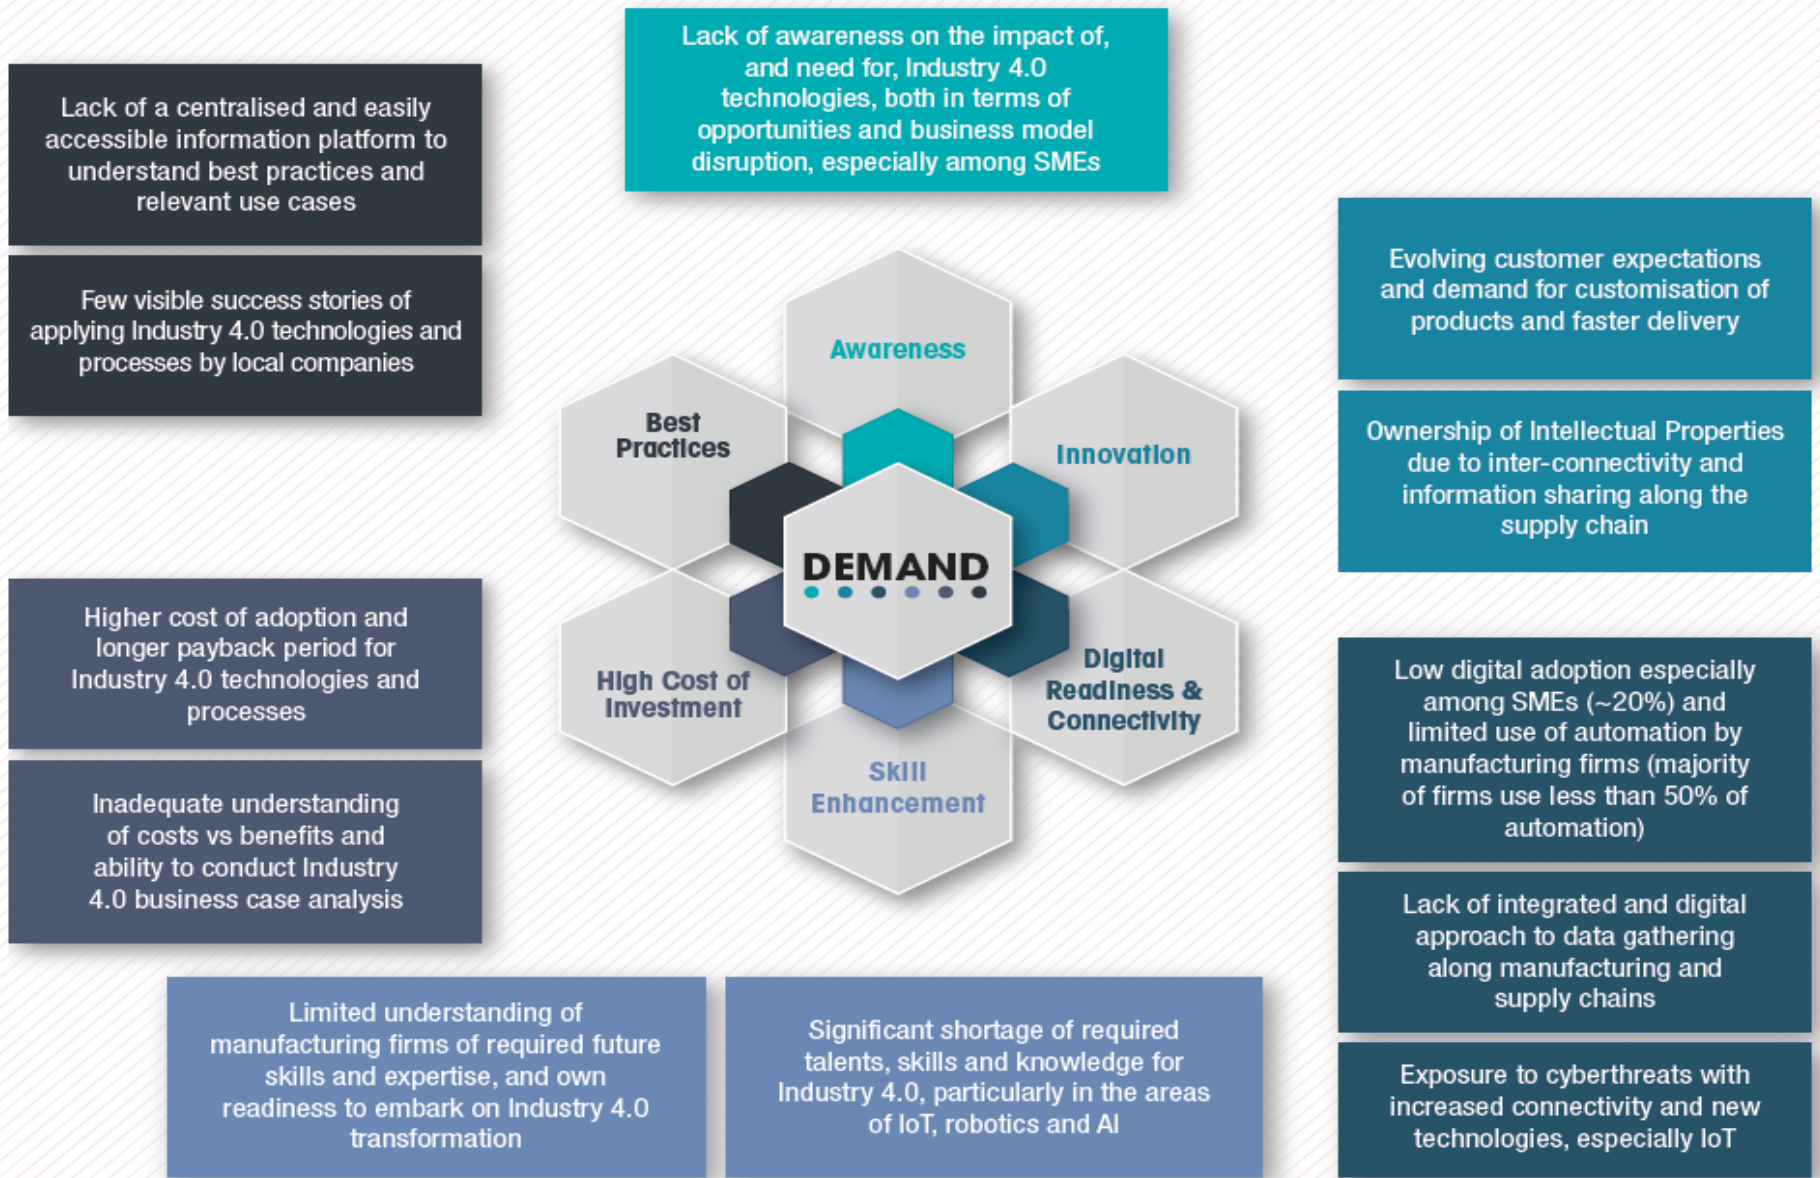 Lack of awareness on the impact of,
and need for, Industry 4.0
technologies, both in terms of
opportunities and business model
disruption, especially among SMEs
Lack of a centralised and easily
accessible information platform to
understand best practices and
relevant use cases
Few visible success stories of
applying Industry 4.0 technologies and
processes by local companies
Evolving customer expectations
and demand for customisation of
products and faster delivery
Ownership of Intellectual Properties
due to inter-connectivity and
information sharing along the
supply chain
Awareness
Best
Practices
Innovation
DEMAND
High Cost of
Investment
Digital
Readiness &
Connectivity
Skill
Enhancement
Higher cost of adoption and
longer payback period for
Industry 4.0 technologies and
processes
Inadequate understanding
of costs vs benefits and
ability to conduct Industry
4.0 business case analysis
Low digital adoption especially
among SMEs (~20%) and
limited use of automation by
manufacturing firms (majority
of firms use less than 50% of
automation)
Lack of integrated and digital
approach to data gathering
along manufacturing and
supply chains
Exposure to cyberthreats with
increased connectivity and new
technologies, especially IoT
Limited understanding of
manufacturing firms of required future
skills and expertise, and own
readiness to embark on Industry 4.0
transformation
Significant shortage of required
talents, skills and knowledge for
Industry 4.0, particularly in the areas
of IoT, robotics and AI